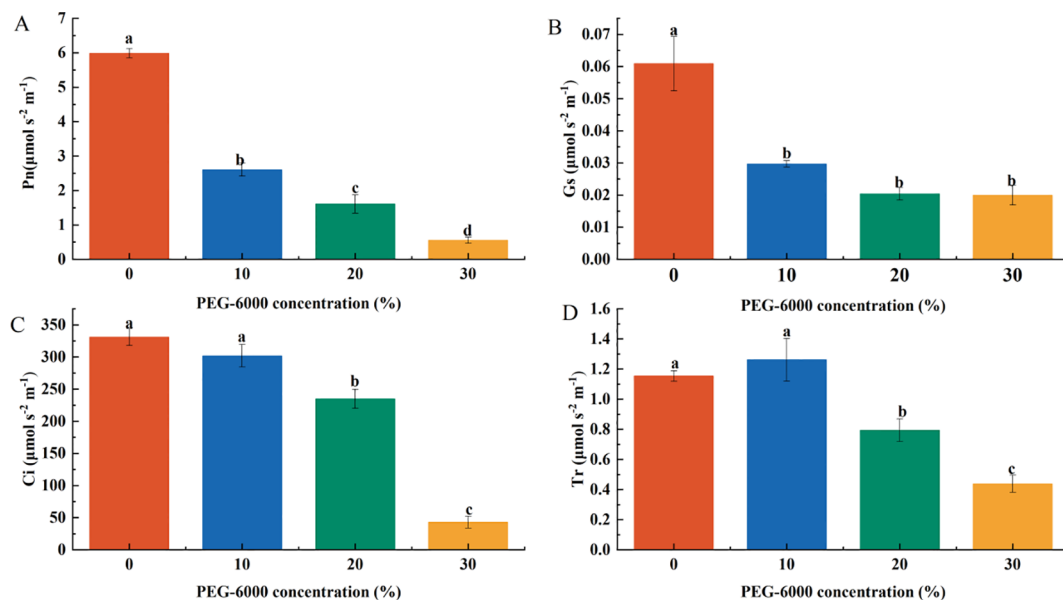 A
Pn(μmol s⁻² m⁻¹)
7
6
5
4
3
2
1
0
a
b
c
d
0 10 20 30
PEG-6000 concentration (%)
B
Gs (μmol s⁻² m⁻¹)
0.07
0.06
0.05
0.04
0.03
0.02
0.01
0.00
a
b
b
b
0 10 20 30
PEG-6000 concentration (%)
C
Ci (μmol s⁻² m⁻¹)
350
300
250
200
150
100
50
0
a
a
b
c
0 10 20 30
PEG-6000 concentration (%)
D
Tr (μmol s⁻² m⁻¹)
1.6
1.4
1.2
1.0
0.8
0.6
0.4
0.2
0.0
a
a
b
c
0 10 20 30
PEG-6000 concentration (%)